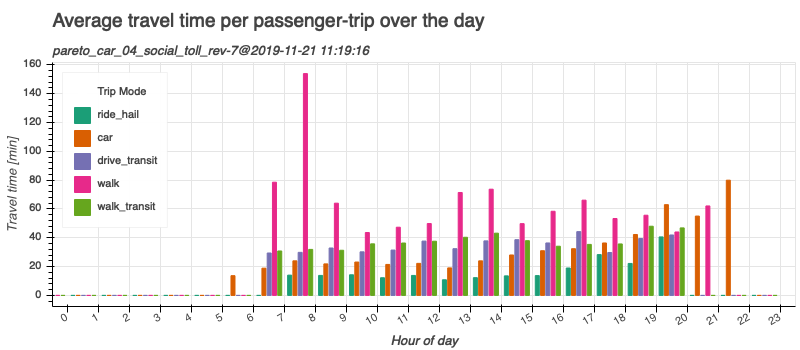 Average travel time per passenger-trip over the day
pareto_car_04_social_toll_rev-7@2019-11-21 11:19:16
Travel time [min]
160
140
120
100
80
60
40
20
0
Trip Mode
ride_hail
car
drive_transit
walk
walk_transit
0 1 2 3 4 5 6 7 8 9 10 11 12 13 14 15 16 17 18 19 20 21 22 23
Hour of day